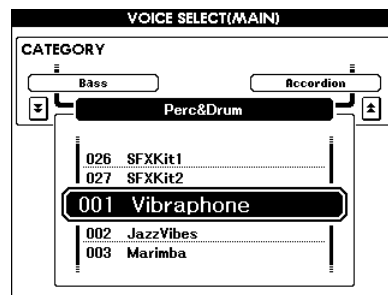 VOICE SELECT(MAIN)
CATEGORY
Bass Accordion
Perc&Drum
026 SFXKit1
027 SFXKit2
001 Vibraphone
002 JazzVibes
003 Marimba